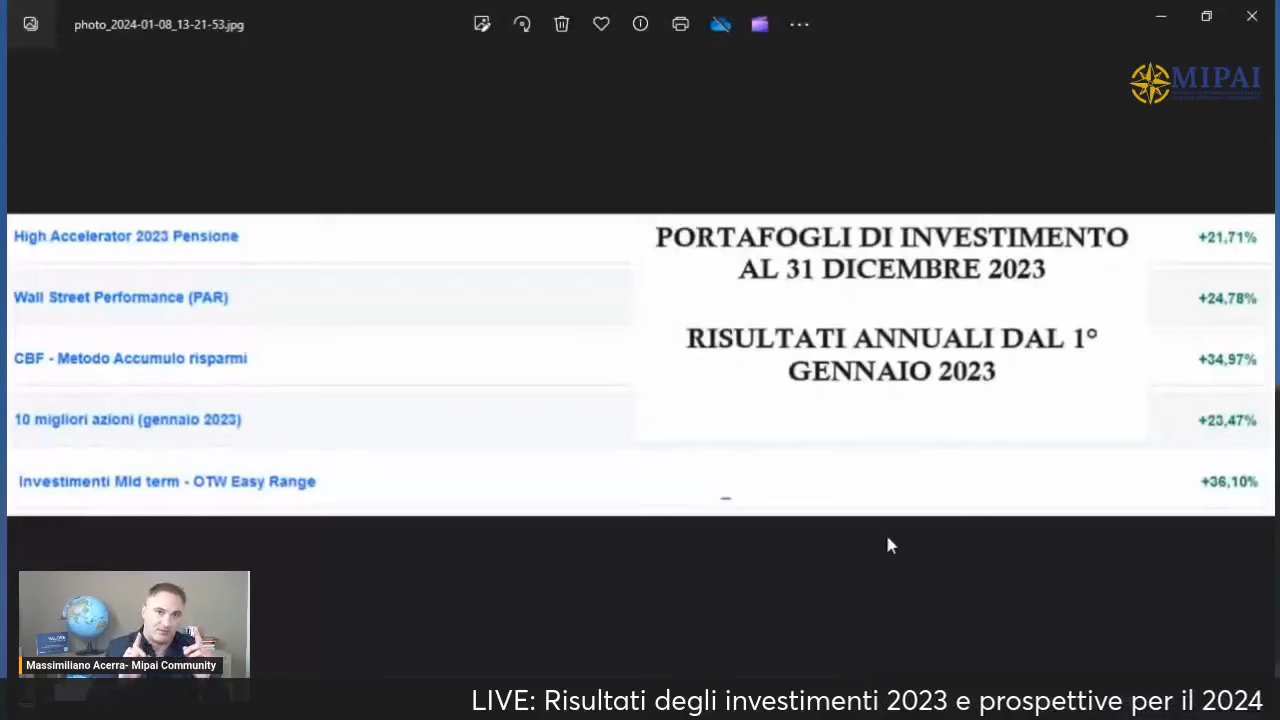 photo_2024-01-08_13-21-53.jpg
MIPAI
High Accelerator 2023 Pensione
PORTAFOGLI DI INVESTIMENTO
AL 31 DICEMBRE 2023
+21,71%
Wall Street Performance (PAR)
+24,78%
RISULTATI ANNUALI DAL 1°
GENNAIO 2023
CBF - Metodo Accumulo risparmi
+34,97%
10 migliori azioni (gennaio 2023)
+23,47%
Investimenti Mid term - OTW Easy Range
+36,10%
Massimiliano Acerra- Mipai Community
LIVE: Risultati degli investimenti 2023 e prospettive per il 2024